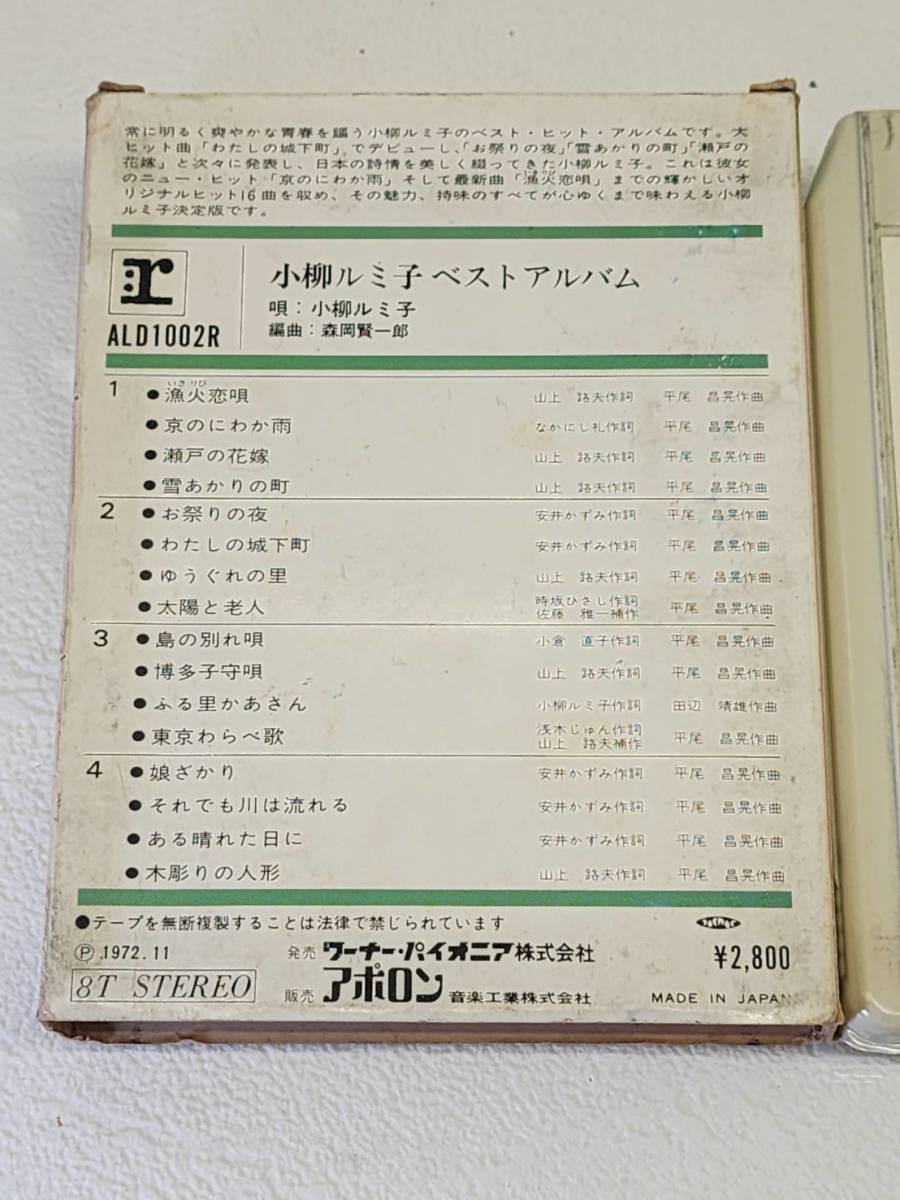 常に明るく爽やかな青春を謳う小柳ルミ子のベスト・ヒット・アルバムです。大
ヒット曲「わたしの城下町」でデビューし、「お祭りの夜」「雪あかりの町」「瀬戸の
花嫁」と次々に発表し、日本の詩情を美しく綴ってきた小柳ルミ子。これは彼女
のニュー・ヒット「京のにわか雨」そして最新曲「漁火恋唄」までの輝かしいオ
リジナルヒット16曲を収め、その魅力、持味のすべてが心ゆくまで味わえる小柳
ルミ子決定版です。
r
ALD1002R
小柳ルミ子 ベストアルバム
唄：小柳ルミ子
編曲：森岡賢一郎
いさりび
1 ●漁火恋唄 山上 路夫作詞 平尾 昌晃作曲
●京のにわか雨 なかにし礼作詞 平尾 昌晃作曲
●瀬戸の花嫁 山上 路夫作詞 平尾 昌晃作曲
●雪あかりの町 山上 路夫作詞 平尾 昌晃作曲
2 ●お祭りの夜 安井かずみ作詞 平尾 昌晃作曲
●わたしの城下町 安井かずみ作詞 平尾 昌晃作曲
●ゆうぐれの里 山上 路夫作詞 平尾 昌晃作曲
●太陽と老人 時坂ひさし作詞 佐藤 雅一補作 平尾 昌晃作曲
3 ●島の別れ唄 小倉 直子作詞 平尾 昌晃作曲
●博多子守唄 山上 路夫作詞 平尾 昌晃作曲
●ふる里かあさん 小柳ルミ子作詞 田辺 靖雄作曲
●東京わらべ歌 浅木じゅん作詞 山上 路夫補作 平尾 昌晃作曲
4 ●娘ざかり 安井かずみ作詞 平尾 昌晃作曲
●それでも川は流れる 安井かずみ作詞 平尾 昌晃作曲
●ある晴れた日に 安井かずみ作詞 平尾 昌晃作曲
●木彫りの人形 山上 路夫作詞 平尾 昌晃作曲
●テープを無断複製することは法律で禁じられています
Ⓟ 1972.11 発売 ワーナー・パイオニア株式会社 ¥2,800
8T STEREO 販売 アポロン 音楽工業株式会社 MADE IN JAPAN